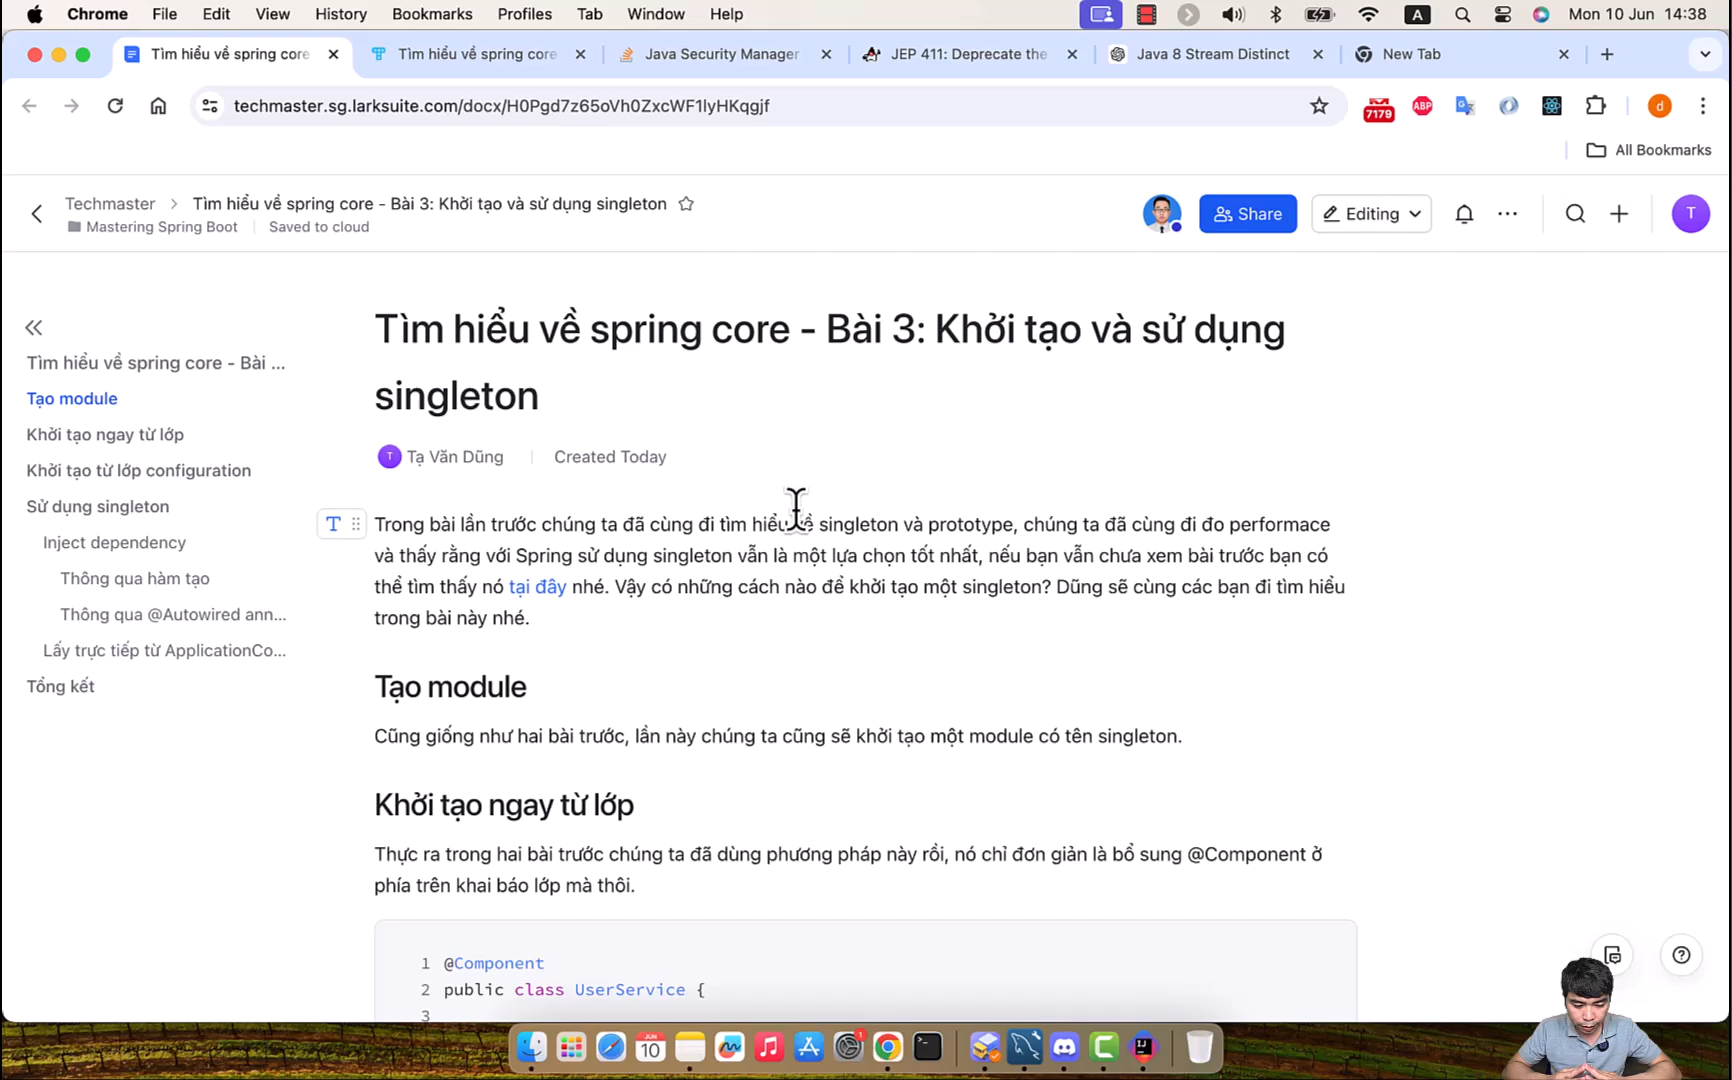 Chrome File Edit View History Bookmarks Profiles Tab Window Help A Mon 10 Jun 14:38
Tìm hiểu về spring core Tìm hiểu về spring core Java Security Manager JEP 411: Deprecate the Java 8 Stream Distinct New Tab
techmaster.sg.larksuite.com/docx/H0Pgd7z65oVh0ZxcWF1lyHKqgjf 7179 ABP d
All Bookmarks
Techmaster Tìm hiểu về spring core - Bài 3: Khởi tạo và sử dụng singleton
Mastering Spring Boot Saved to cloud
Share Editing T
Tìm hiểu về spring core - Bài ...
Tạo module
Khởi tạo ngay từ lớp
Khởi tạo từ lớp configuration
Sử dụng singleton
Inject dependency
Thông qua hàm tạo
Thông qua @Autowired ann...
Lấy trực tiếp từ ApplicationCo...
Tổng kết
Tìm hiểu về spring core - Bài 3: Khởi tạo và sử dụng
singleton
T Tạ Văn Dũng Created Today
T Trong bài lần trước chúng ta đã cùng đi tìm hiểu về singleton và prototype, chúng ta đã cùng đi đo performace
và thấy rằng với Spring sử dụng singleton vẫn là một lựa chọn tốt nhất, nếu bạn vẫn chưa xem bài trước bạn có
thể tìm thấy nó tại đây nhé. Vậy có những cách nào để khởi tạo một singleton? Dũng sẽ cùng các bạn đi tìm hiểu
trong bài này nhé.
Tạo module
Cũng giống như hai bài trước, lần này chúng ta cũng sẽ khởi tạo một module có tên singleton.
Khởi tạo ngay từ lớp
Thực ra trong hai bài trước chúng ta đã dùng phương pháp này rồi, nó chỉ đơn giản là bổ sung @Component ở
phía trên khai báo lớp mà thôi.
1 @Component
2 public class UserService {
3
JUN
10
1